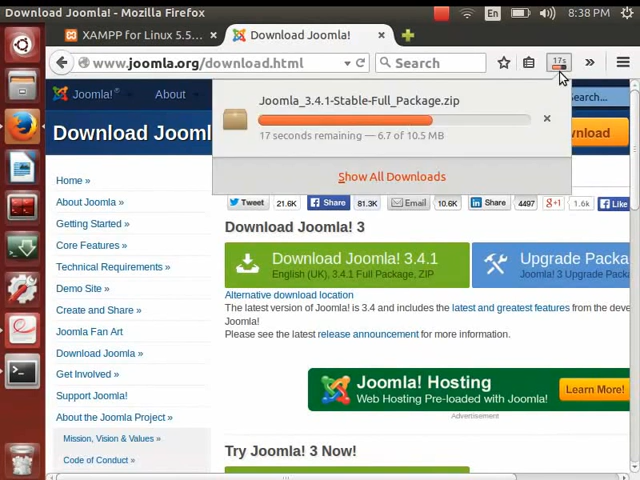 Download Joomla! - Mozilla Firefox
En
8:38 PM
XAMPP for Linux 5.5....
Download Joomla!
www.joomla.org/download.html
Search
17s
Joomla!®
About
Search...
Joomla_3.4.1-Stable-Full_Package.zip
17 seconds remaining — 6.7 of 10.5 MB
Show All Downloads
Download Jooml
nload
Home »
About Joomla »
Getting Started »
Core Features »
Technical Requirements »
Demo Site »
Create and Share »
Joomla Fan Art
Download Joomla »
Get Involved »
Support Joomla!
About the Joomla Project »
Mission, Vision & Values »
Code of Conduct »
Tweet
21.6K
Share
81.3K
Email
10.6K
Share
4497
+1
1.6k
Like
Download Joomla! 3
Download Joomla! 3.4.1
English (UK), 3.4.1 Full Package, ZIP
Upgrade Packa
Joomla! 3 Upgrade Packa
Alternative download location
The latest version of Joomla! is 3.4 and includes the latest and greatest features from the deve
Joomla!
Please see the latest release announcement for more information.
Joomla! Hosting
Web Hosting Pre-loaded with Joomla!
Learn More!
Advertisement
Try Joomla! 3 Now!